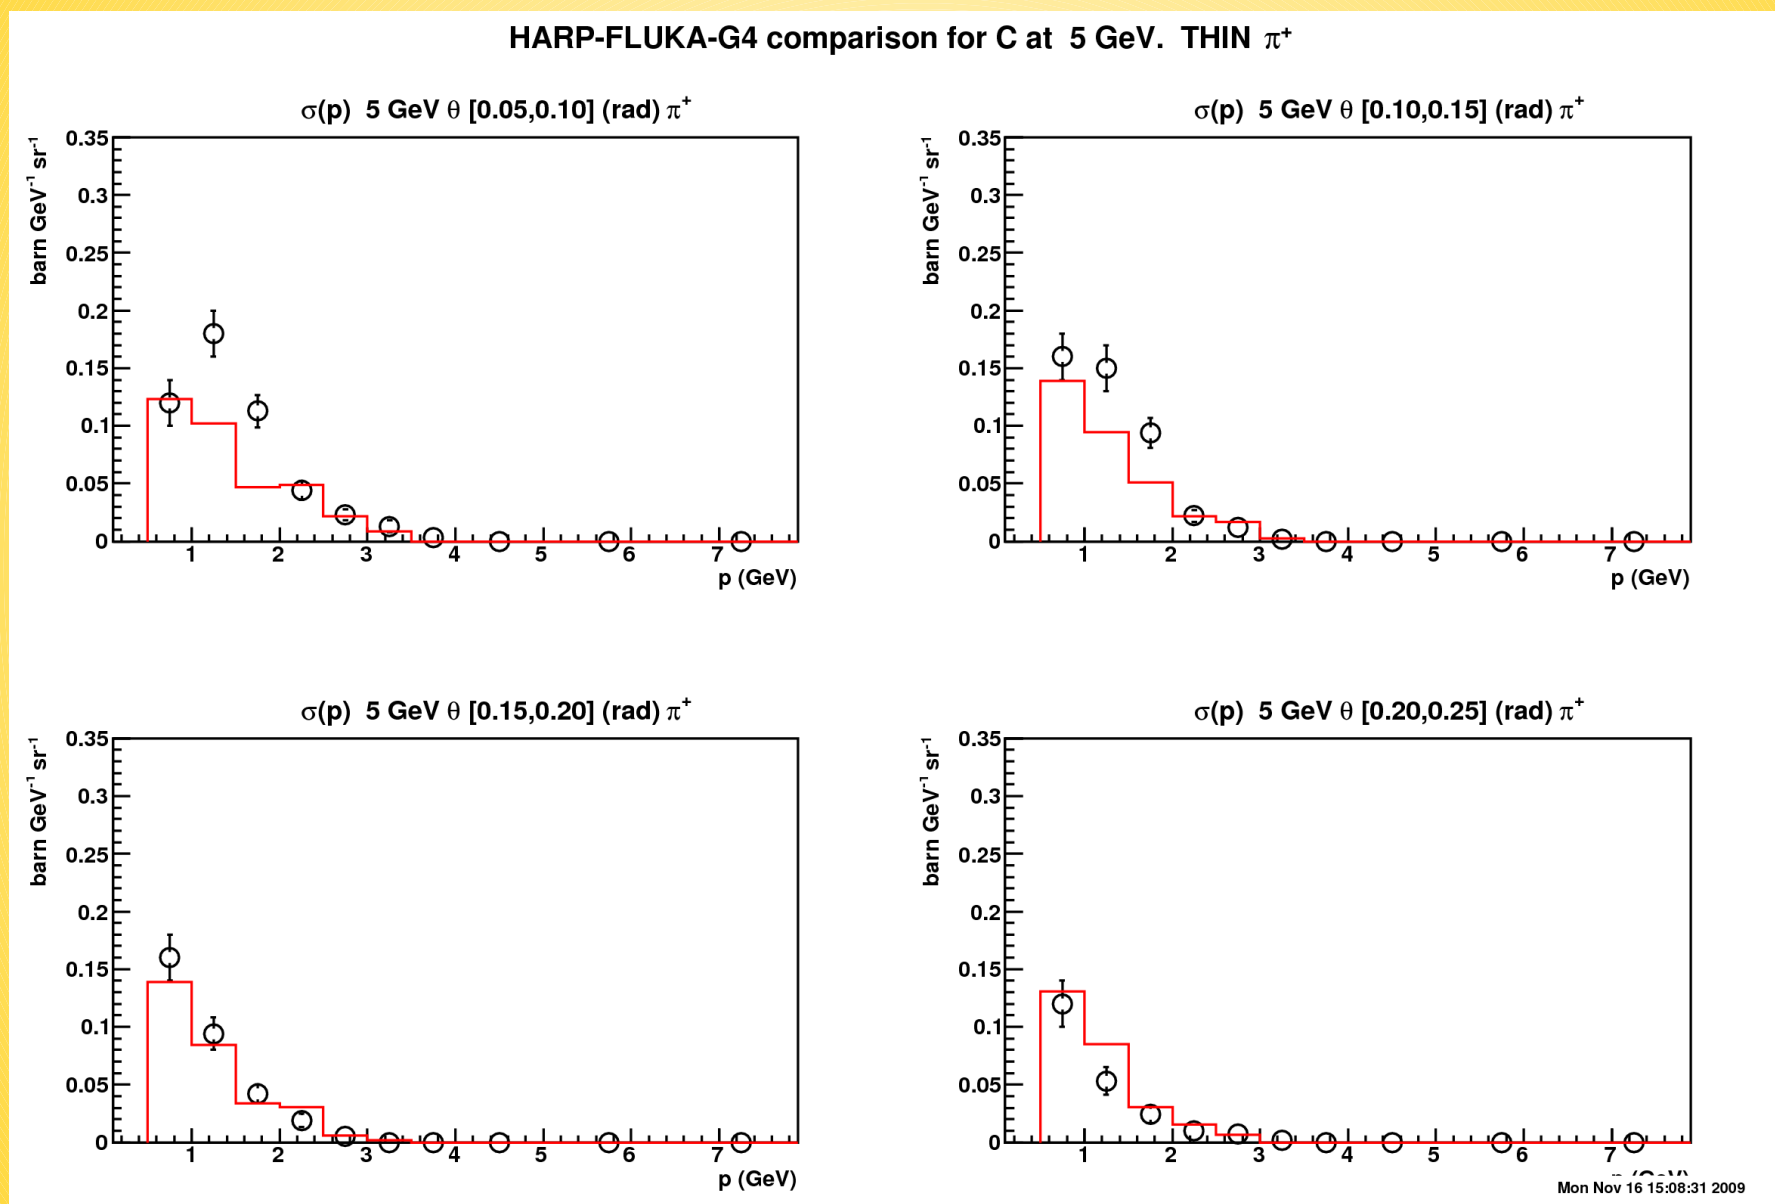 HARP-FLUKA-G4 comparison for C at 5 GeV. THIN π⁺
σ(p) 5 GeV θ [0.05,0.10] (rad) π⁺
barn GeV⁻¹ sr⁻¹
0.35
0.3
0.25
0.2
0.15
0.1
0.05
0
1 2 3 4 5 6 7
p (GeV)
σ(p) 5 GeV θ [0.10,0.15] (rad) π⁺
barn GeV⁻¹ sr⁻¹
0.35
0.3
0.25
0.2
0.15
0.1
0.05
0
1 2 3 4 5 6 7
p (GeV)
σ(p) 5 GeV θ [0.15,0.20] (rad) π⁺
barn GeV⁻¹ sr⁻¹
0.35
0.3
0.25
0.2
0.15
0.1
0.05
0
1 2 3 4 5 6 7
p (GeV)
σ(p) 5 GeV θ [0.20,0.25] (rad) π⁺
barn GeV⁻¹ sr⁻¹
0.35
0.3
0.25
0.2
0.15
0.1
0.05
0
1 2 3 4 5 6 7
Mon Nov 16 15:08:31 2009